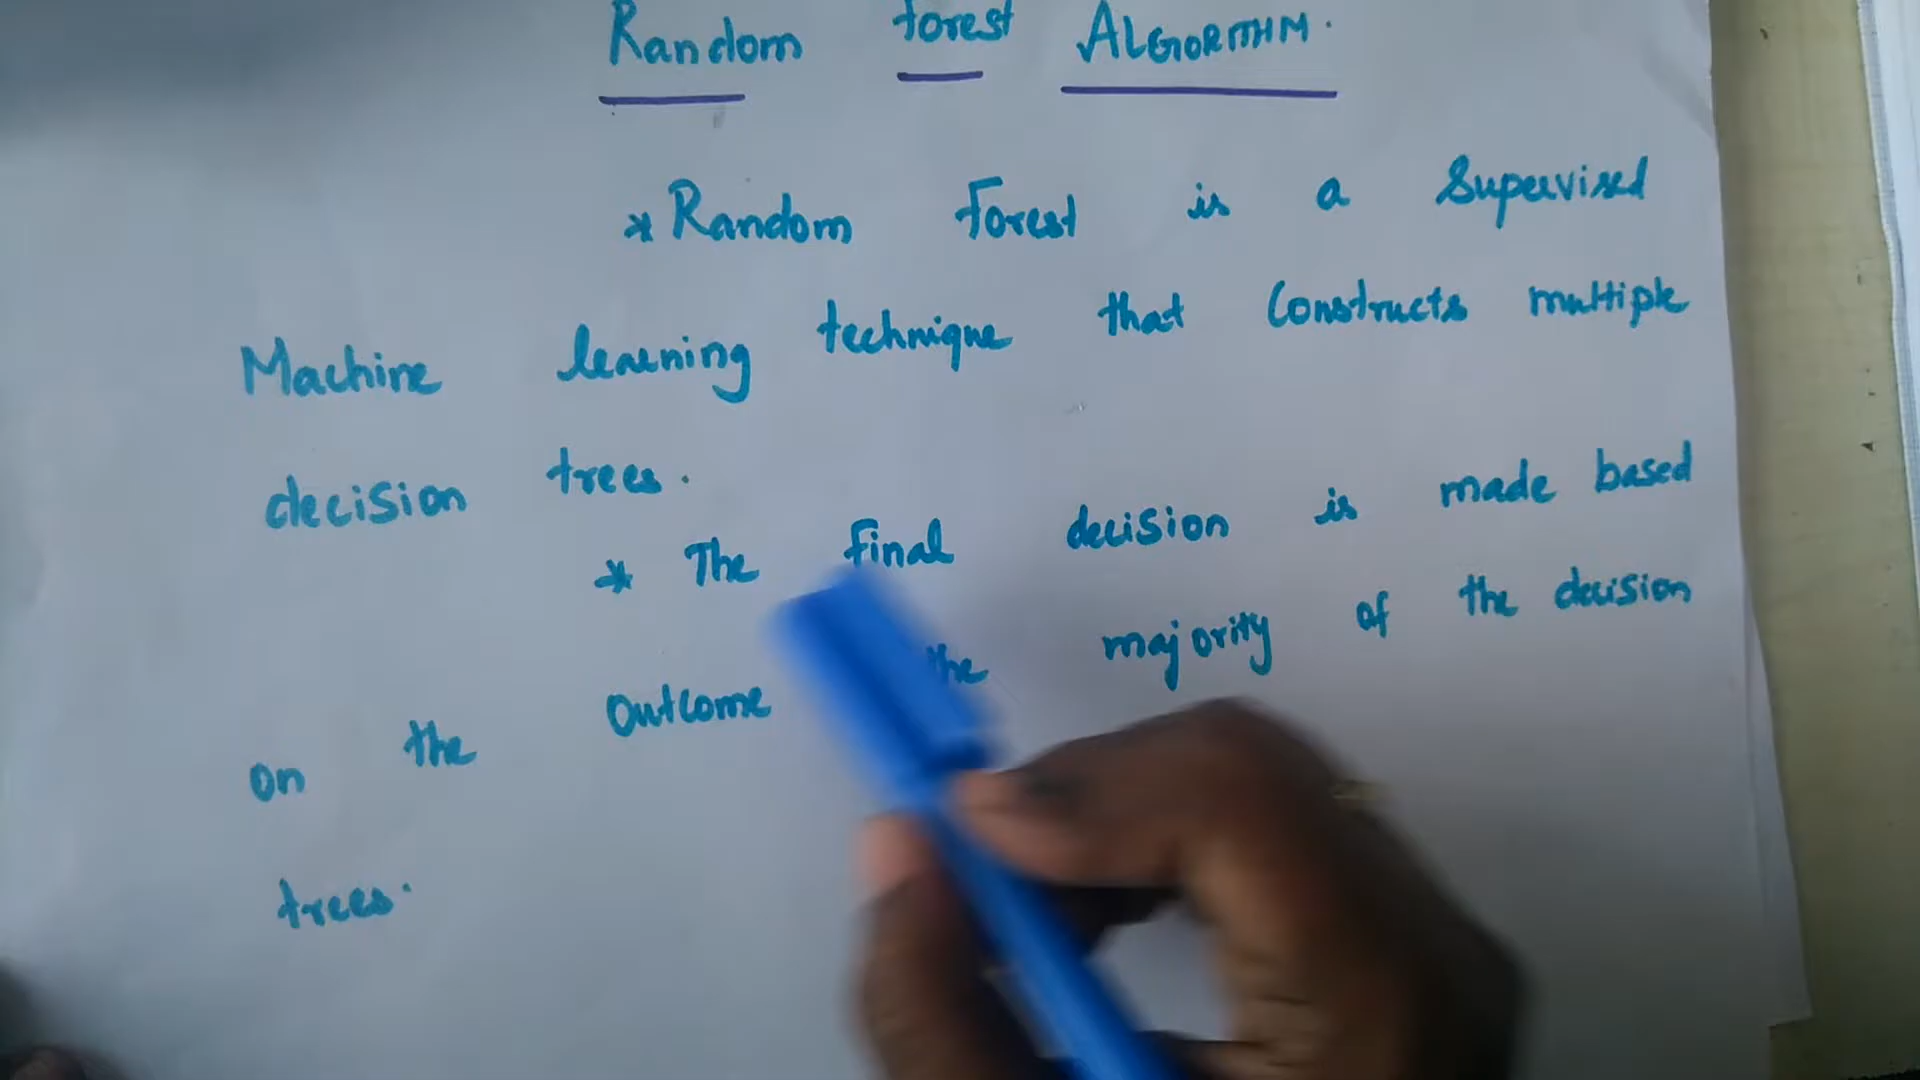 Random Forest ALGORITHM.
* Random Forest is a Supervised
Machine learning technique that Constructs multiple
decision trees.
* The final decision is made based
on the Outcome the majority of the decision
trees.